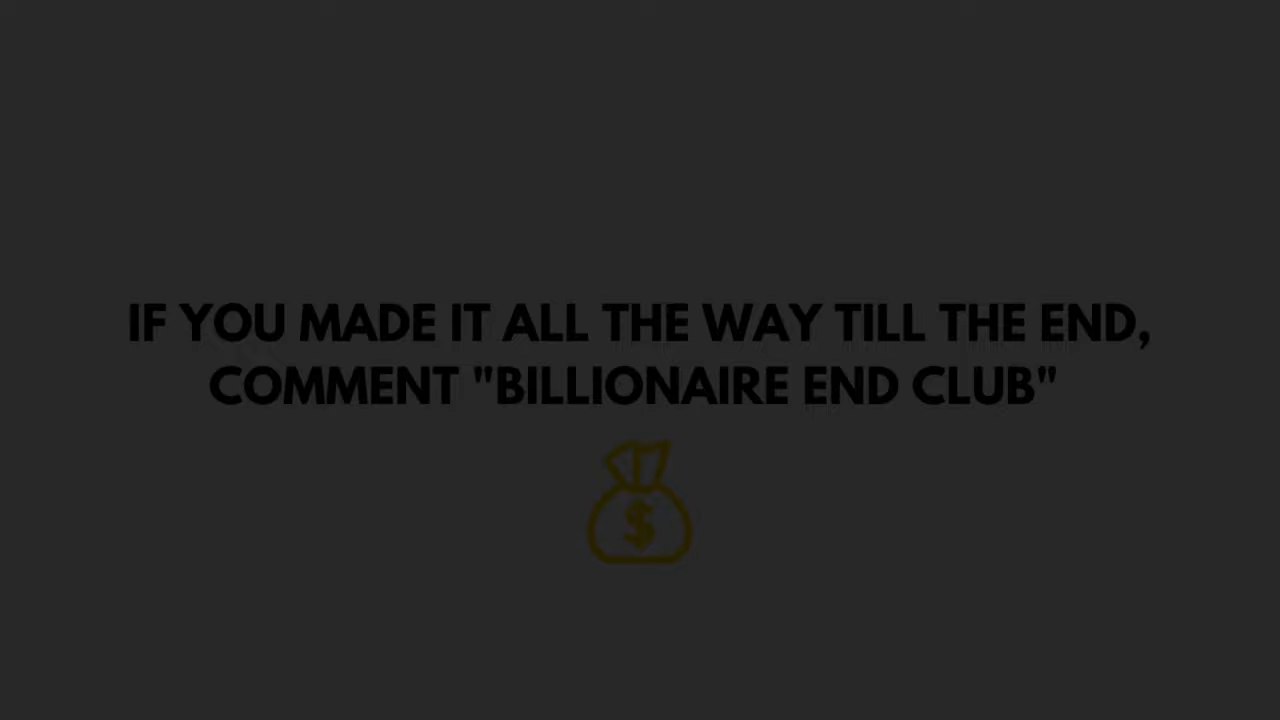 IF YOU MADE IT ALL THE WAY TILL THE END,
COMMENT "BILLIONAIRE END CLUB"
$